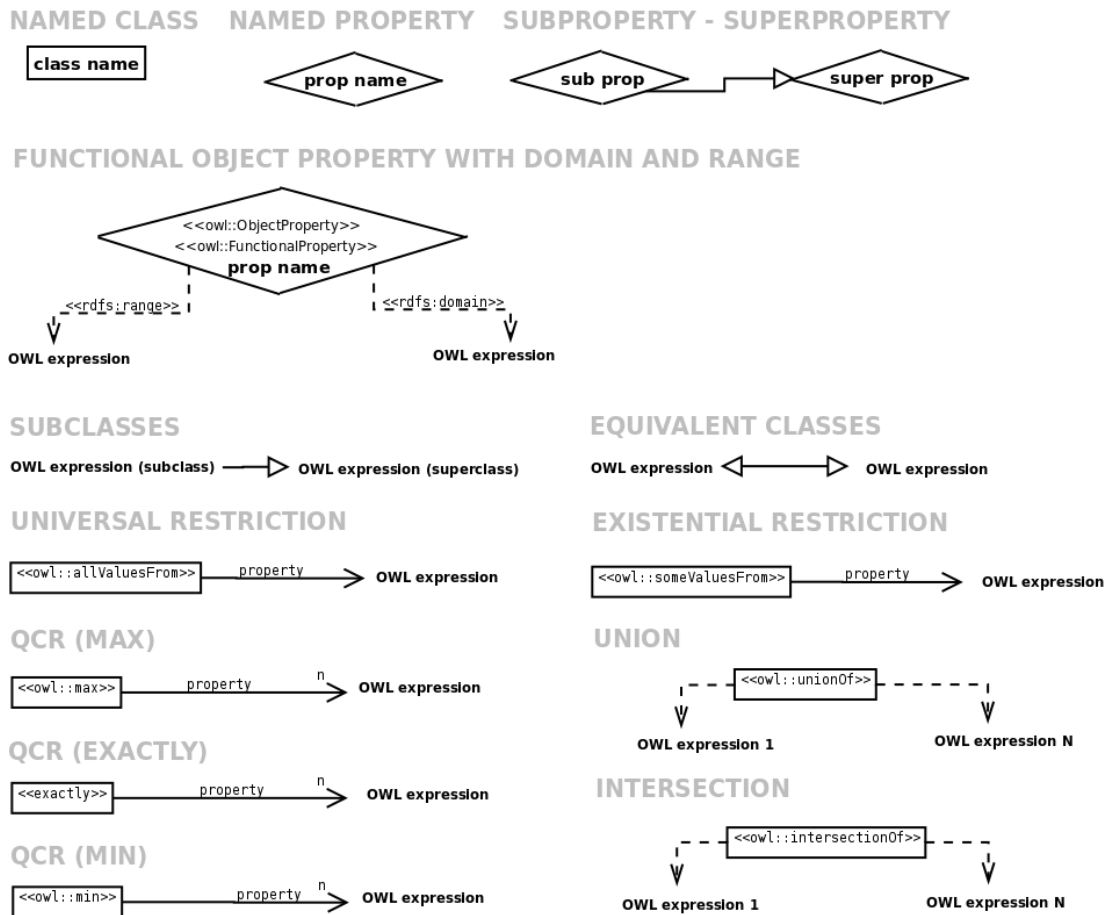 NAMED CLASS NAMED PROPERTY SUBPROPERTY - SUPERPROPERTY
class name
prop name
sub prop
super prop
FUNCTIONAL OBJECT PROPERTY WITH DOMAIN AND RANGE
<<owl::ObjectProperty>>
<<owl::FunctionalProperty>>
prop name
<<rdfs:range>>
<<rdfs:domain>>
OWL expression
OWL expression
SUBCLASSES
OWL expression (subclass)
OWL expression (superclass)
EQUIVALENT CLASSES
OWL expression
OWL expression
UNIVERSAL RESTRICTION
<<owl::allValuesFrom>>
property
OWL expression
EXISTENTIAL RESTRICTION
<<owl::someValuesFrom>>
property
OWL expression
QCR (MAX)
<<owl::max>>
property
n
OWL expression
UNION
<<owl::unionOf>>
OWL expression 1
OWL expression N
QCR (EXACTLY)
<<exactly>>
property
n
OWL expression
INTERSECTION
<<owl::intersectionOf>>
OWL expression 1
OWL expression N
QCR (MIN)
<<owl::min>>
property
n
OWL expression